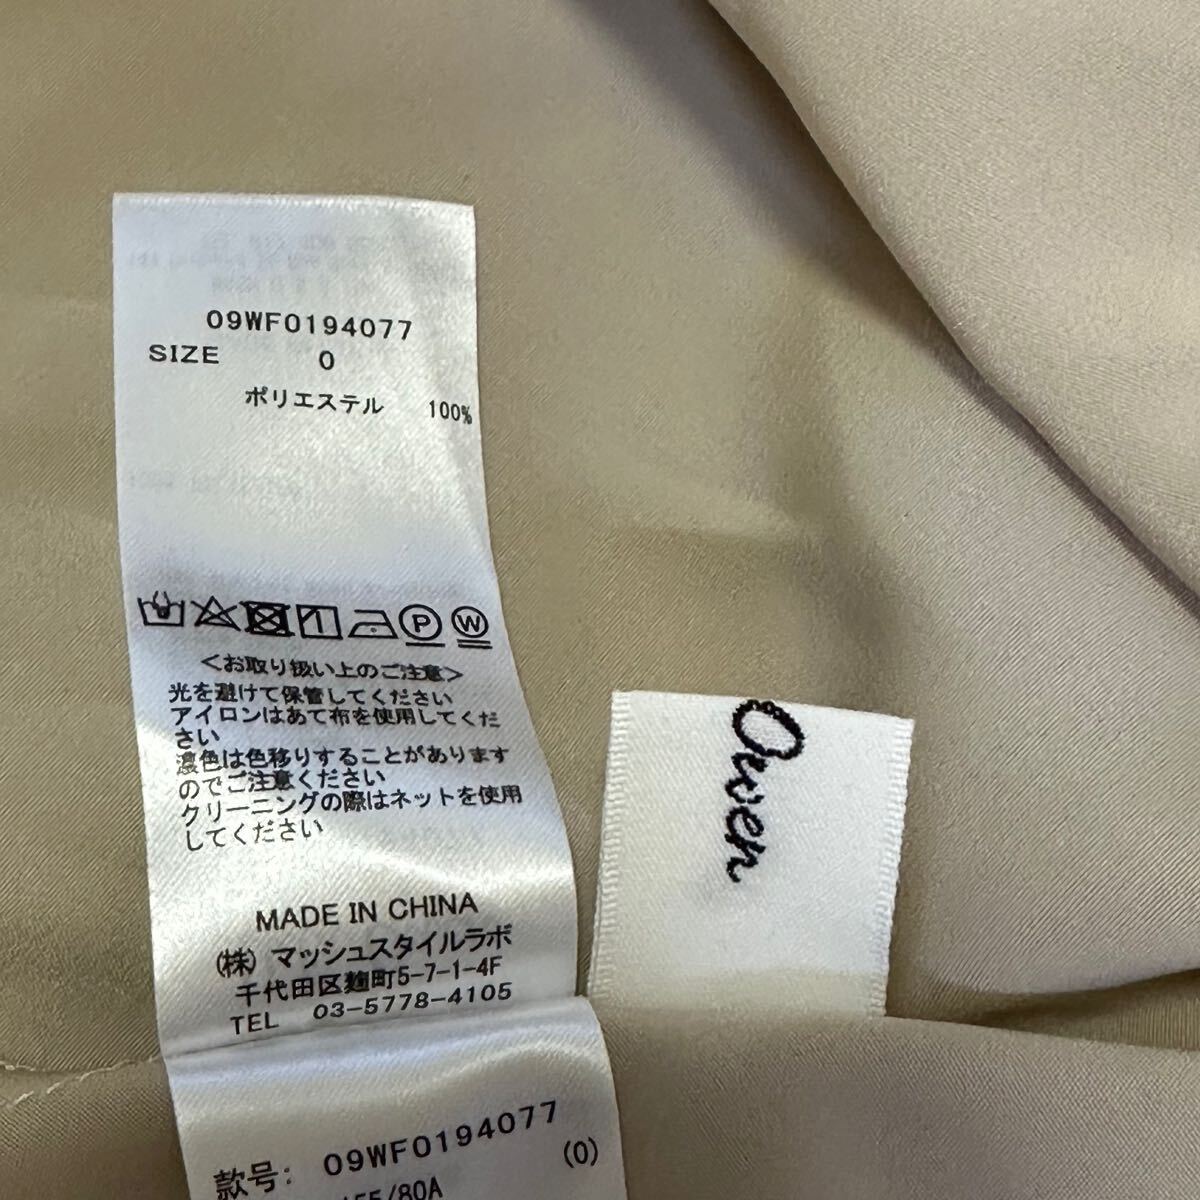 09WF0194077
SIZE 0
ポリエステル 100%
P W
<お取り扱い上のご注意>
光を避けて保管してください
アイロンはあて布を使用してくだ
さい
濃色は色移りすることがあります
のでご注意ください
クリーニングの際はネットを使用
してください
MADE IN CHINA
(株) マッシュスタイルラボ
千代田区麹町5-7-1-4F
TEL 03-5778-4105
款号: 09WF0194077
(0)
155/80A
Owen